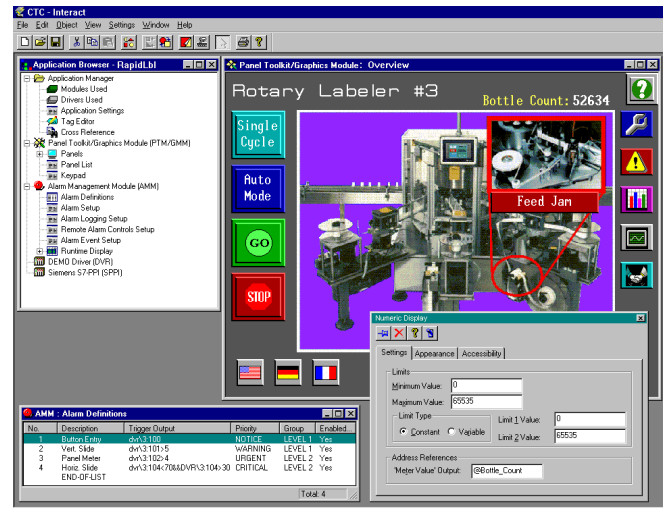 CTC - Interact
File Edit Object View Settings Window Help
Application Browser - RapidLbl
Application Manager
Modules Used
Drivers Used
Application Settings
Tag Editor
Cross Reference
Panel Toolkit/Graphics Module (PTM/GMM)
Panels
Panel List
Keypad
Alarm Management Module (AMM)
Alarm Definitions
Alarm Setup
Alarm Logging Setup
Remote Alarm Controls Setup
Alarm Event Setup
Runtime Display
DEMO Driver (DVR)
Siemens S7-PPI (SPPI)
Panel Toolkit/Graphics Module: Overview
Rotary Labeler #3
Bottle Count: 52634
Single
Cycle
Auto
Mode
GO
STOP
Feed Jam
Numeric Display
Settings Appearance Accessibility
Limits
Minimum Value: 0
Maximum Value: 65535
Limit Type
Constant Variable
Limit 1 Value: 0
Limit 2 Value: 65535
Address References
'Meter Value' Output: @Bottle_Count
AMM : Alarm Definitions
No. Description Trigger Output Priority Group Enabled...
1 Button Entry dvr\3:100 NOTICE LEVEL 1 Yes
2 Vert. Slide dvr\3:101>5 WARNING LEVEL 1 Yes
3 Panel Meter dvr\3:102>4 URGENT LEVEL 2 Yes
4 Horiz. Slide dvr\3:104<70&&DVR\3:104>30 CRITICAL LEVEL 2 Yes
END-OF-LIST
Total: 4